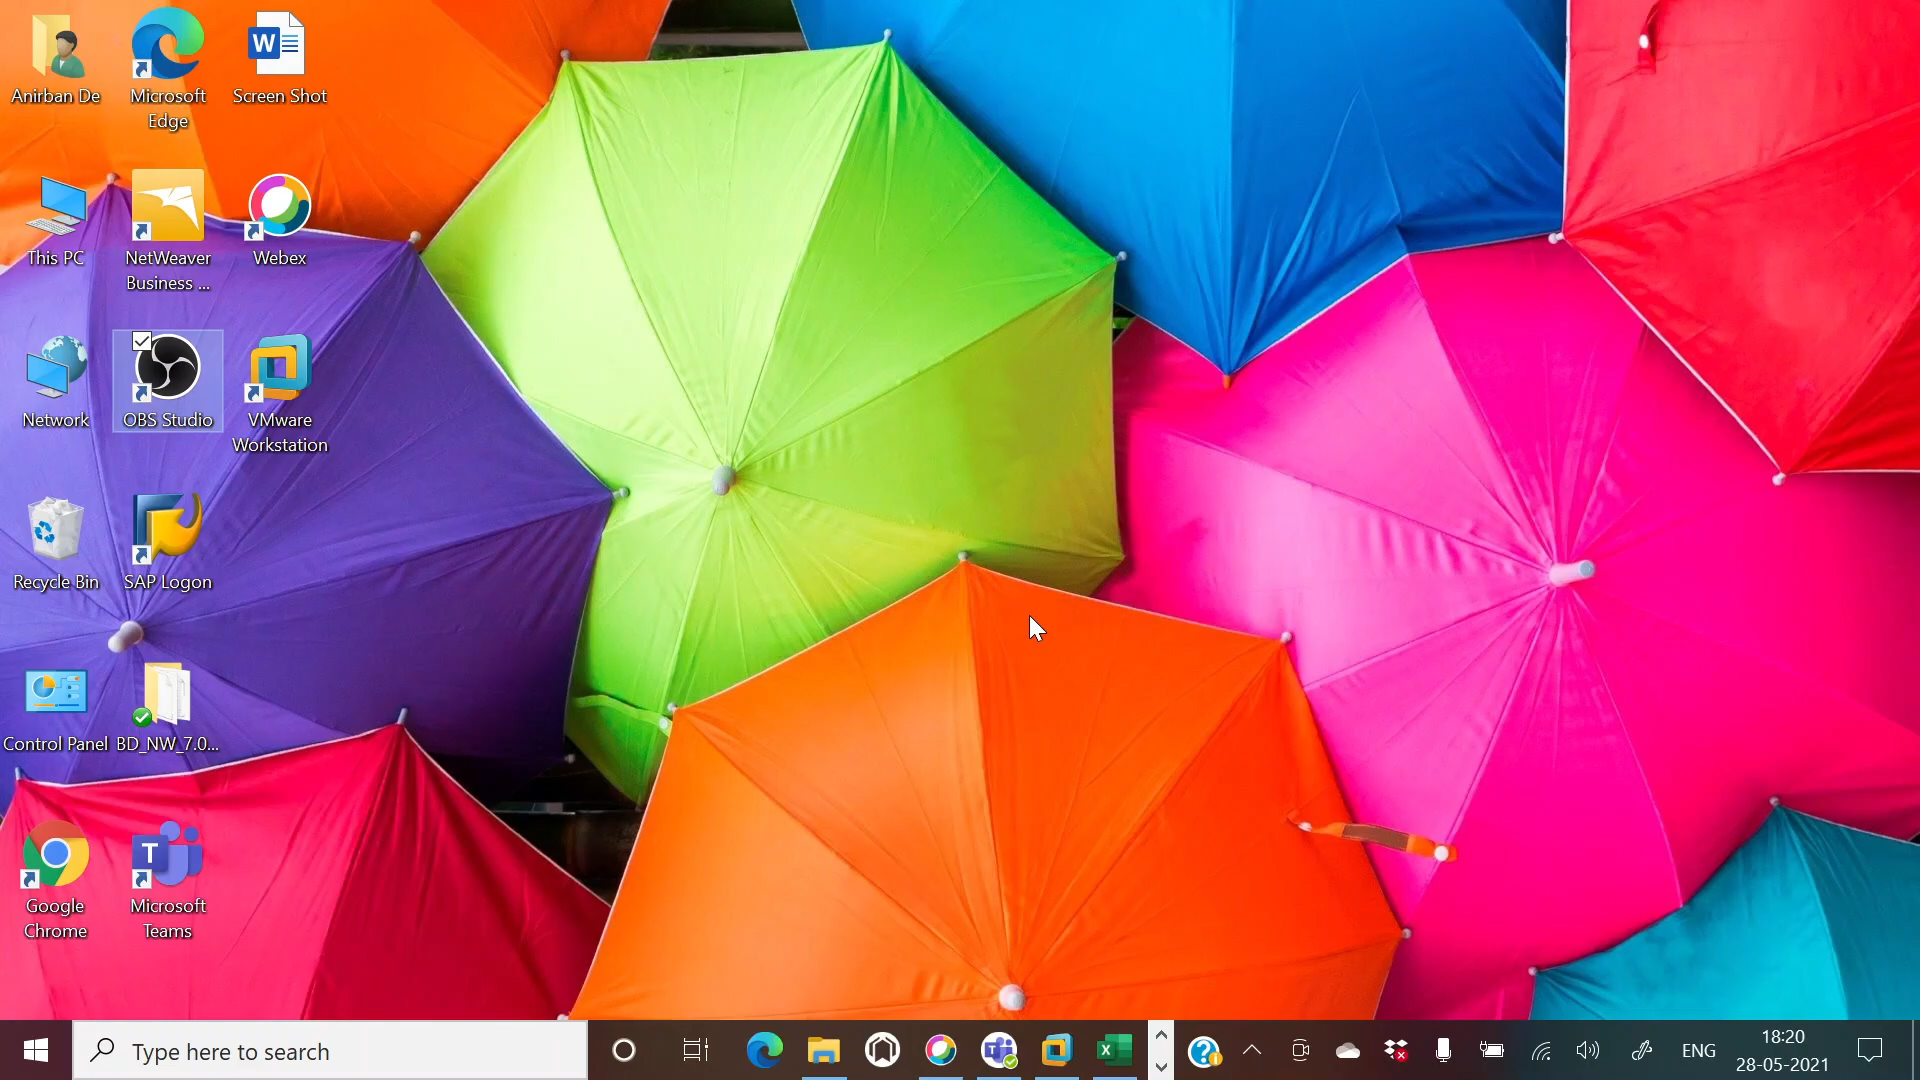 Anirban De
Microsoft
Edge
Screen Shot
This PC
NetWeaver
Business ...
Webex
Network
OBS Studio
VMware
Workstation
Recycle Bin
SAP Logon
Control Panel
BD_NW_7.0...
Google
Chrome
Microsoft
Teams
Type here to search
ENG
18:20
28-05-2021